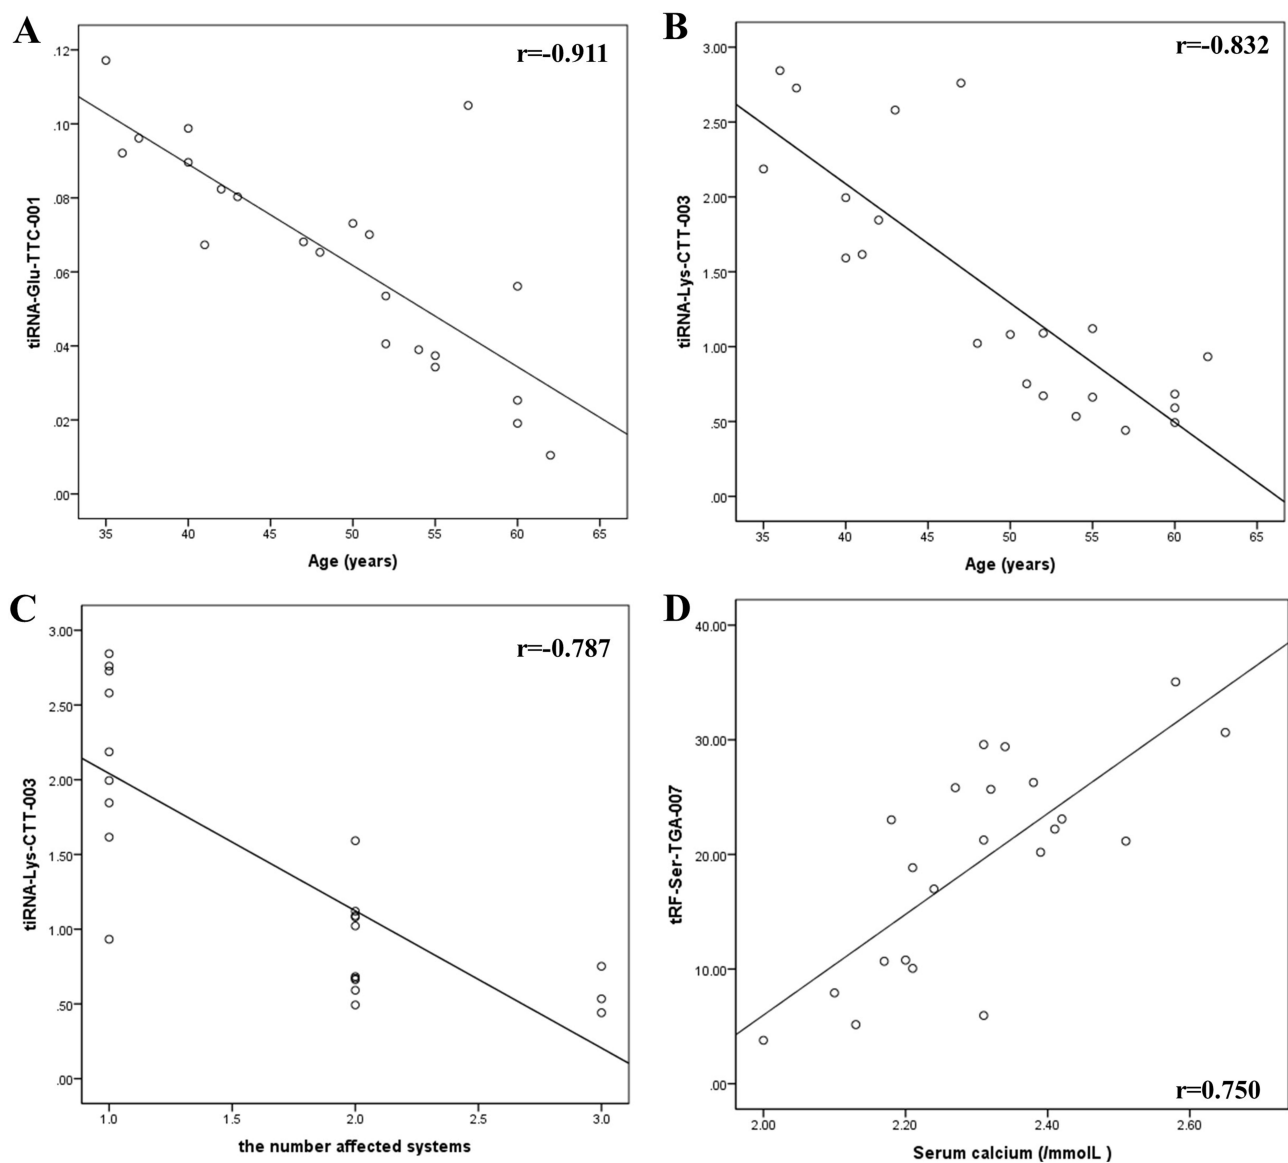 A
r=-0.911
tiRNA-Glu-TTC-001
.12
.10
.08
.06
.04
.02
.00
35 40 45 50 55 60 65
Age (years)
B
r=-0.832
tiRNA-Lys-CTT-003
3.00
2.50
2.00
1.50
1.00
.50
.00
35 40 45 50 55 60 65
Age (years)
C
r=-0.787
tiRNA-Lys-CTT-003
3.00
2.50
2.00
1.50
1.00
.50
.00
1.0 1.5 2.0 2.5 3.0
the number affected systems
D
tRF-Ser-TGA-007
40.00
30.00
20.00
10.00
.00
r=0.750
2.00 2.20 2.40 2.60
Serum calcium (/mmolL )